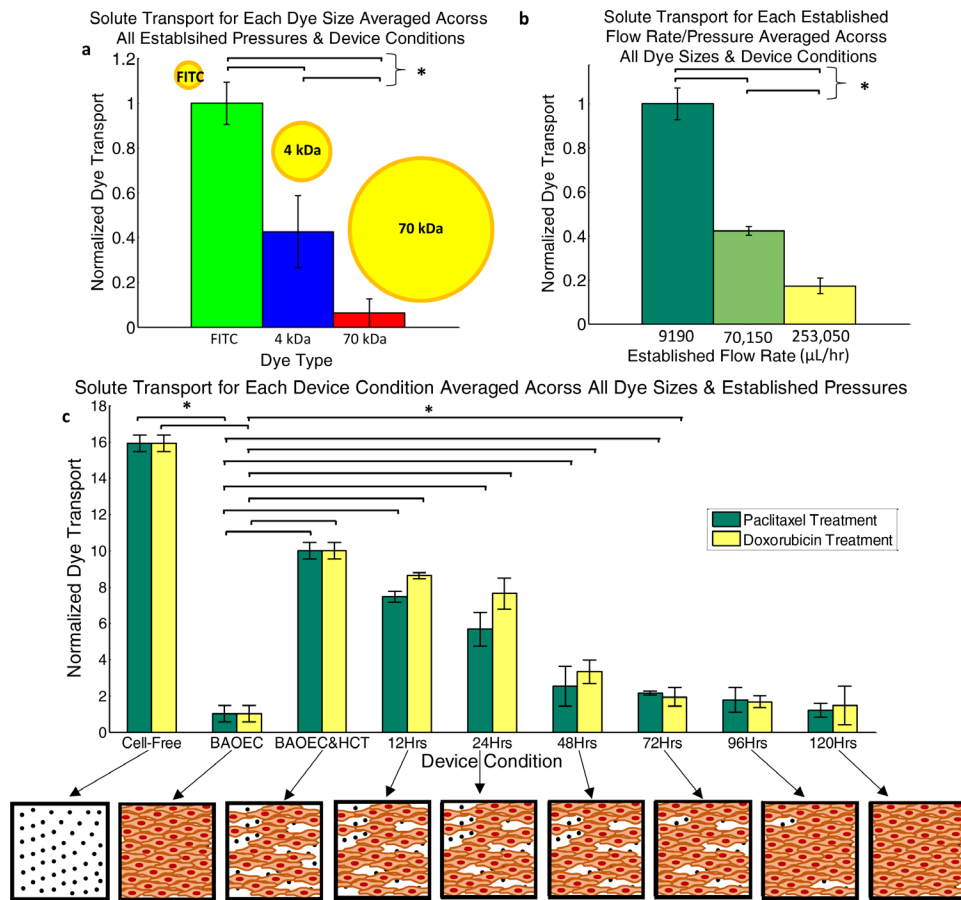 Solute Transport for Each Dye Size Averaged Acorss
All Establsihed Pressures & Device Conditions
a
1.2
1
0.8
0.6
0.4
0.2
0
Normalized Dye Transport
FITC
4 kDa
70 kDa
*
FITC
4 kDa
70 kDa
Dye Type
b
Solute Transport for Each Established
Flow Rate/Pressure Averaged Acorss
All Dye Sizes & Device Conditions
1
0.8
0.6
0.4
0.2
0
Normalized Dye Transport
*
9190
70,150
253,050
Established Flow Rate (µL/hr)
Solute Transport for Each Device Condition Averaged Acorss All Dye Sizes & Established Pressures
c
18
16
14
12
10
8
6
4
2
0
Normalized Dye Transport
*
*
Paclitaxel Treatment
Doxorubicin Treatment
Cell-Free
BAOEC
BAOEC&HCT
12Hrs
24Hrs
48Hrs
72Hrs
96Hrs
120Hrs
Device Condition